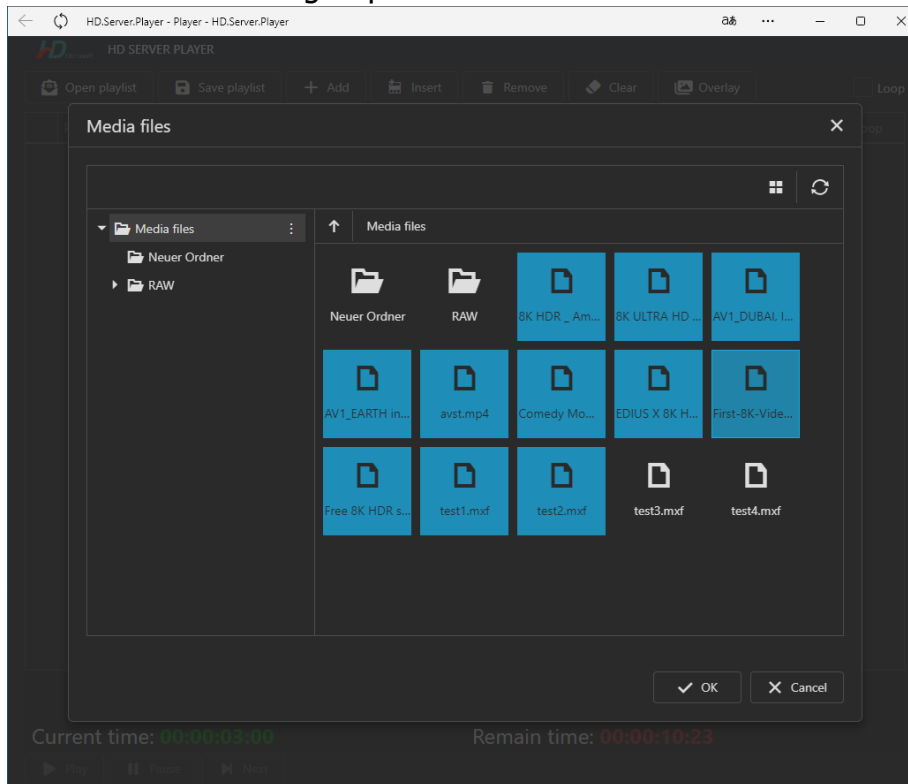 HD.Server.Player - Player - HD.Server.Player
HD SERVER PLAYER
Open playlist Save playlist Add Insert Remove Clear Overlay Loop
Media files
Media files
Media files
Neuer Ordner
RAW
Neuer Ordner RAW 8K HDR _ Am... 8K ULTRA HD ... AV1_DUBAI, I...
AV1_EARTH in... avst.mp4 Comedy Mo... EDIUS X 8K H... First-8K-Vide...
Free 8K HDR s... test1.mxf test2.mxf test3.mxf test4.mxf
OK Cancel
Current time: 00:00:03:00 Remain time: 00:00:10:23
Play Pause Next